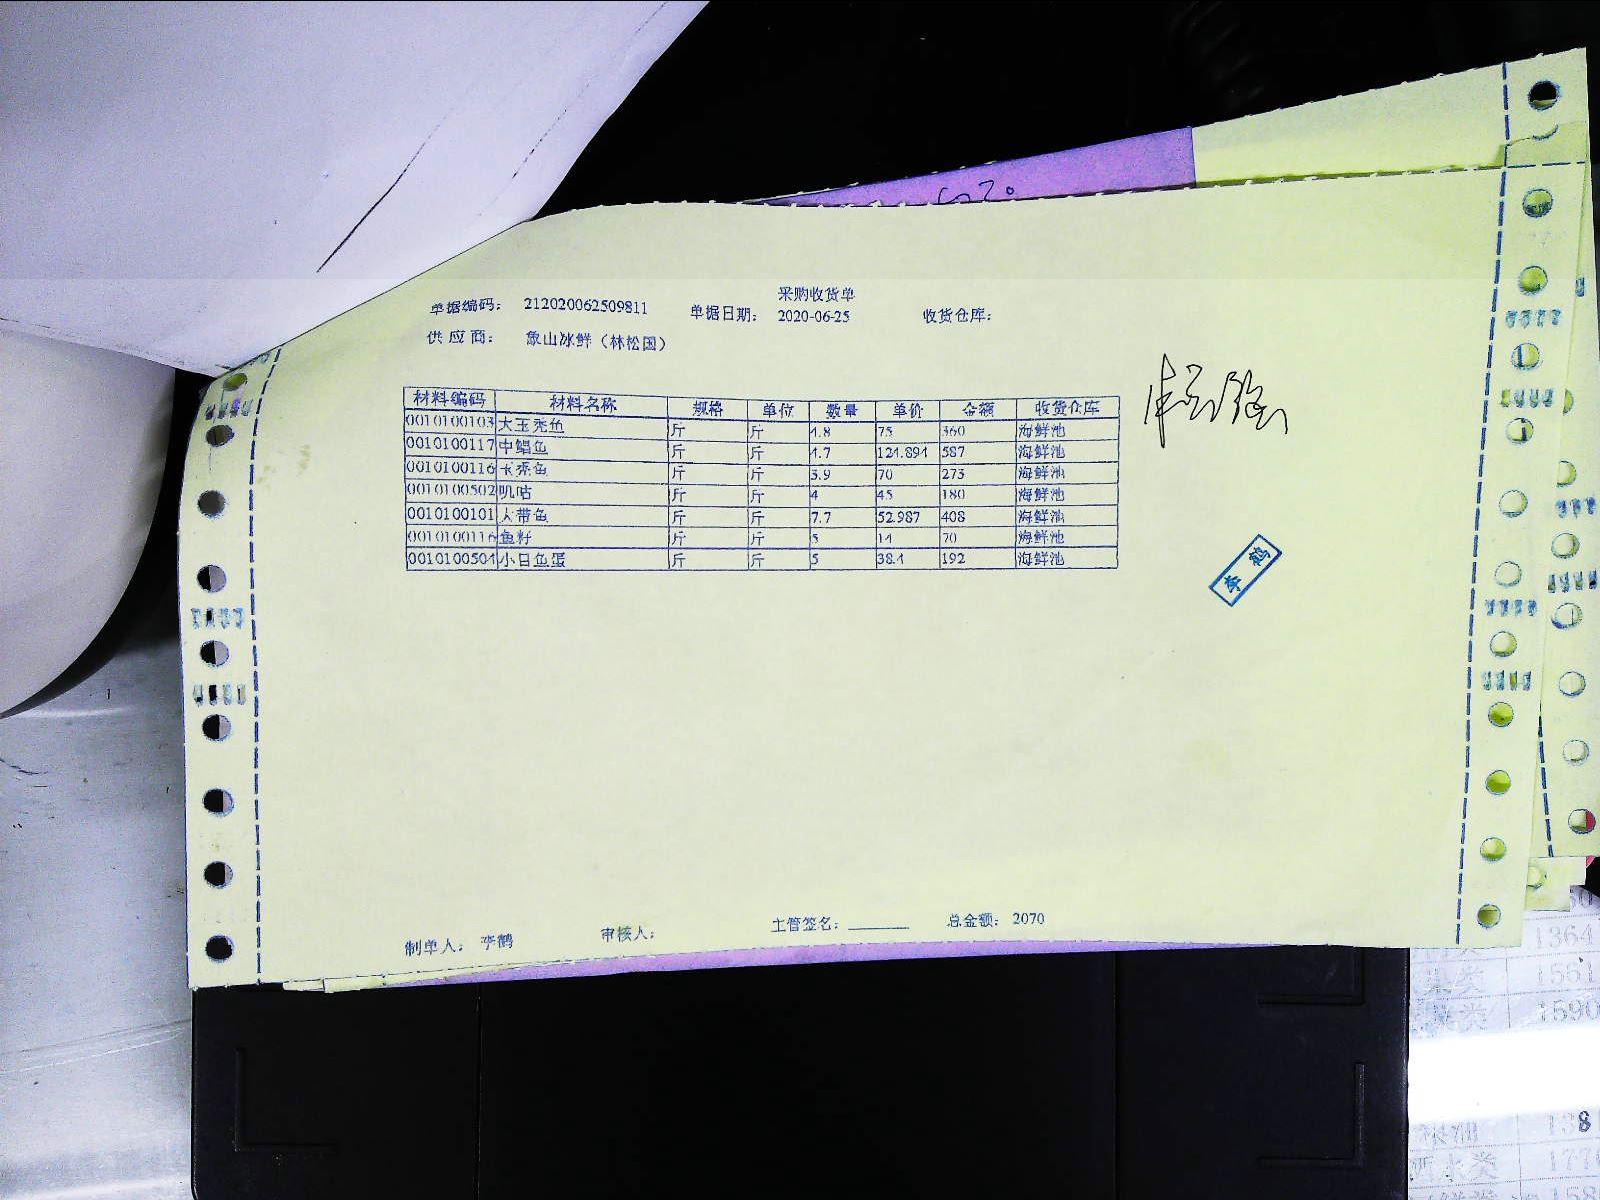 采购收货单
单据编码： 212020062509811 单据日期： 2020-06-25 收货仓库：
供应商： 象山冰鲜（林松国）
材料编码 材料名称 规格 单位 数量 单价 金额 收货仓库
0010100103 大玉秃鱼 斤 斤 4.8 75 360 海鲜池
0010100117 中鲳鱼 斤 斤 4.7 124.894 587 海鲜池
0010100116 玉秃鱼 斤 斤 3.9 70 273 海鲜池
0010100502 叽咕 斤 斤 4 45 180 海鲜池
0010100101 大带鱼 斤 斤 7.7 52.987 408 海鲜池
0010100116 鱼籽 斤 斤 5 14 70 海鲜池
0010100504 小目鱼蛋 斤 斤 5 38.4 192 海鲜池
李鹤
制单人： 李鹤 审核人： 主管签名： 总金额： 2070
1364
1561
1590